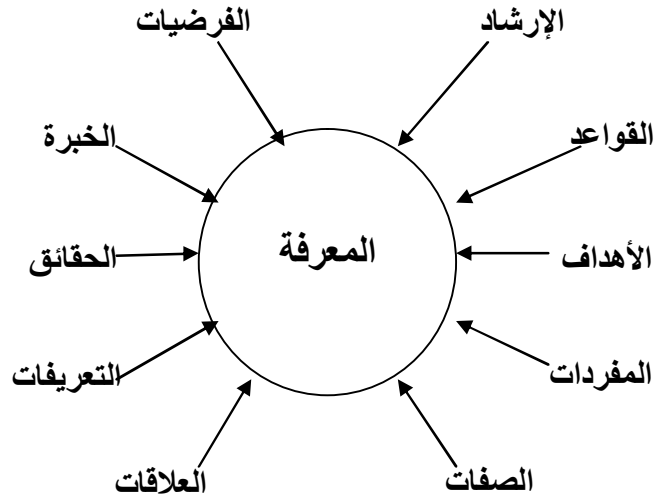 الإرشاد
الفرضيات
القواعد
الخبرة
المعرفة
الأهداف
الحقائق
المفردات
التعريفات
الصفات
العلاقات